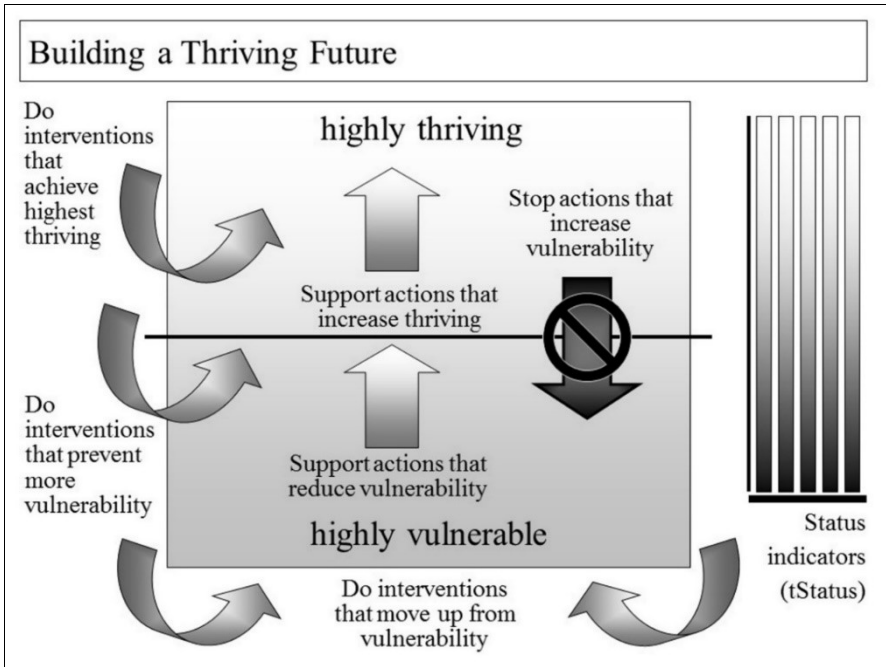 Building a Thriving Future
Do
interventions
that
achieve
highest
thriving
highly thriving
Stop actions that
increase
vulnerability
Support actions that
increase thriving
Do
interventions
that prevent
more
vulnerability
Support actions that
reduce vulnerability
highly vulnerable
Do interventions
that move up from
vulnerability
Status
indicators
(tStatus)